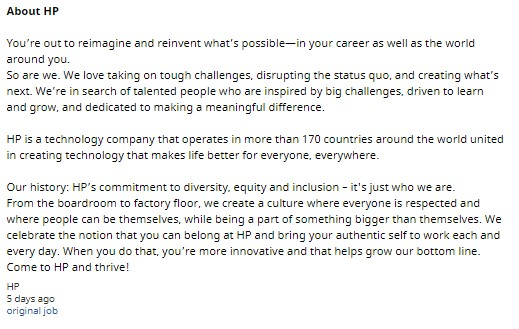 About HP
You’re out to reimagine and reinvent what’s possible—in your career as well as the world
around you.
So are we. We love taking on tough challenges, disrupting the status quo, and creating what’s
next. We’re in search of talented people who are inspired by big challenges, driven to learn
and grow, and dedicated to making a meaningful difference.
HP is a technology company that operates in more than 170 countries around the world united
in creating technology that makes life better for everyone, everywhere.
Our history: HP’s commitment to diversity, equity and inclusion – it's just who we are.
From the boardroom to factory floor, we create a culture where everyone is respected and
where people can be themselves, while being a part of something bigger than themselves. We
celebrate the notion that you can belong at HP and bring your authentic self to work each and
every day. When you do that, you’re more innovative and that helps grow our bottom line.
Come to HP and thrive!
HP
5 days ago
original job